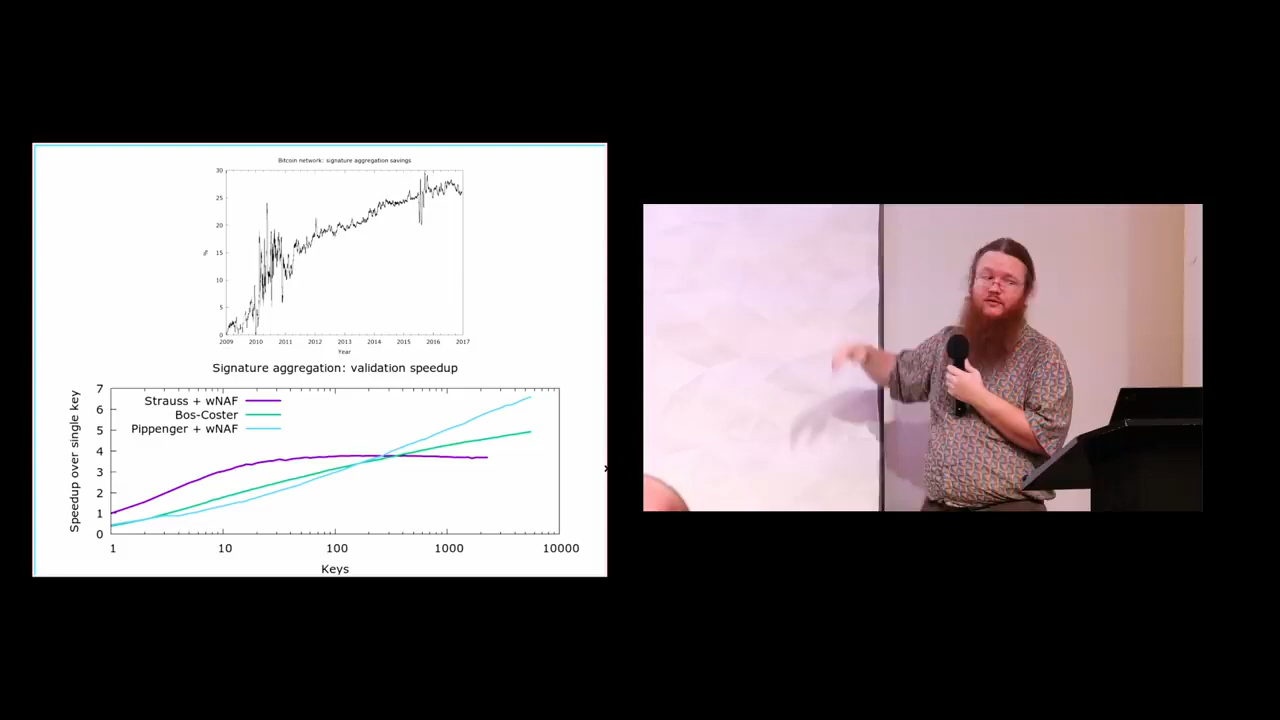 Bitcoin network: signature aggregation savings
30
25
20
15
10
5
0
%
2009 2010 2011 2012 2013 2014 2015 2016 2017
Year
Signature aggregation: validation speedup
7
6
5
4
3
2
1
0
Speedup over single key
Strauss + wNAF
Bos-Coster
Pippenger + wNAF
1 10 100 1000 10000
Keys